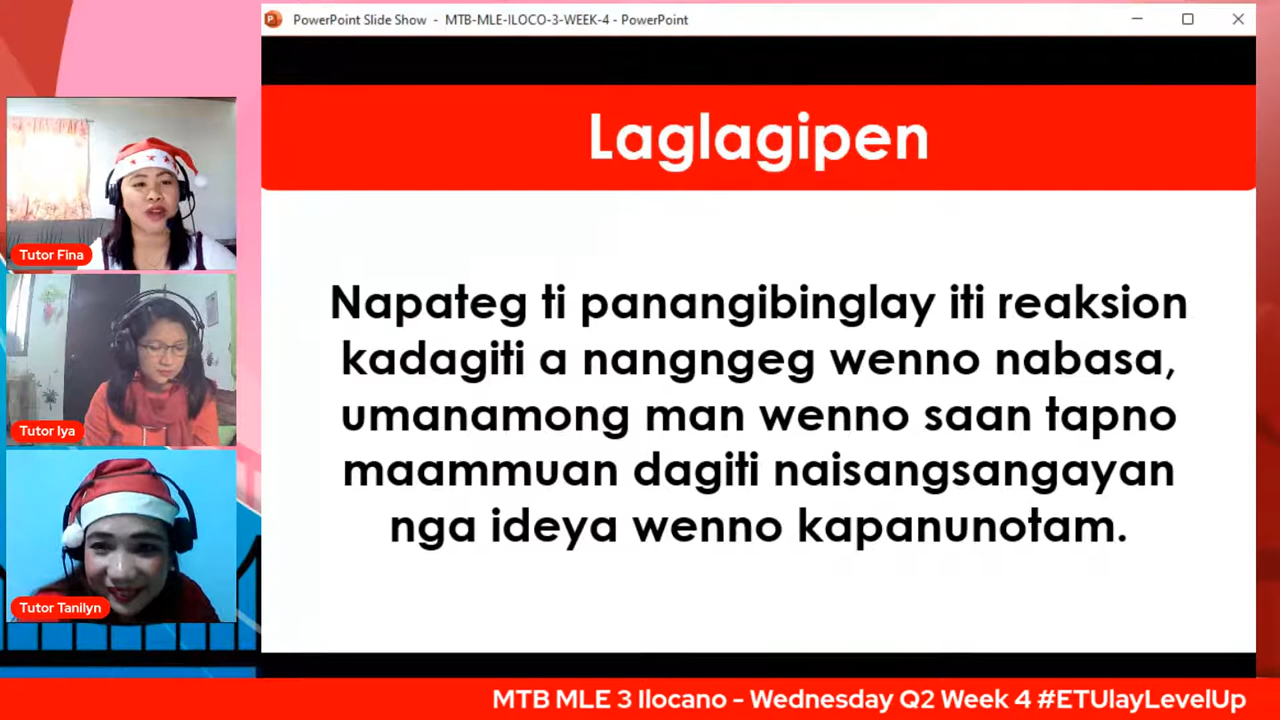 PowerPoint Slide Show - MTB-MLE-ILOCO-3-WEEK-4 - PowerPoint
Laglagipen
Napateg ti panangibinglay iti reaksion
kadagiti a nangngeg wenno nabasa,
umanamong man wenno saan tapno
maammuan dagiti naisangsangayan
nga ideya wenno kapanunotam.
Tutor Fina
Tutor Iya
Tutor Tanilyn
MTB MLE 3 Ilocano - Wednesday Q2 Week 4 #ETUlayLevelUp